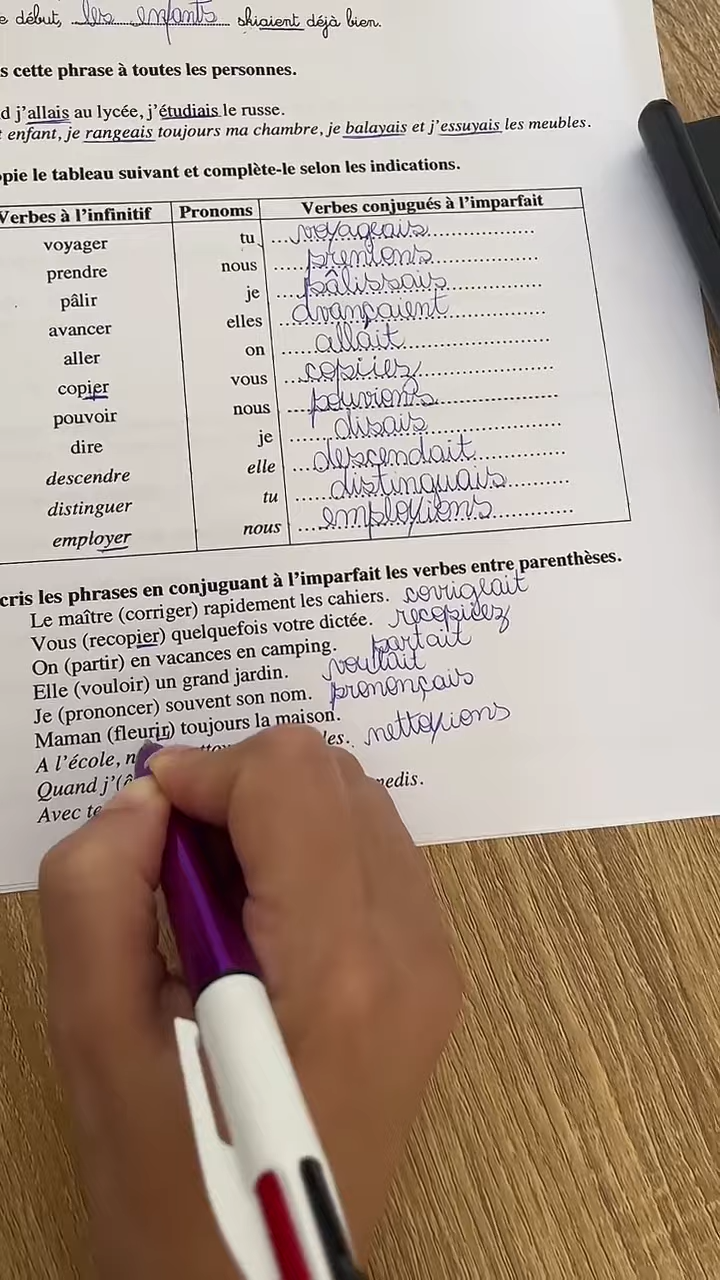 e début, les enfants skiaient déjà bien.
s cette phrase à toutes les personnes.
d j'allais au lycée, j'étudiais le russe.
enfant, je rangeais toujours ma chambre, je balayais et j'essuyais les meubles.
pie le tableau suivant et complète-le selon les indications.
Verbes à l'infinitif Pronoms Verbes conjugués à l'imparfait
voyager tu voyageais
prendre nous prenions
pâlir je pâlissais
avancer elles avançaient
aller on allait
copier vous copiiez
pouvoir nous pouvions
dire je disais
descendre elle descendait
distinguer tu distinguais
employer nous employions
cris les phrases en conjuguant à l'imparfait les verbes entre parenthèses.
Le maître (corriger) rapidement les cahiers. corrigeait
Vous (recopier) quelquefois votre dictée. recopiiez
On (partir) en vacances en camping. partait
Elle (vouloir) un grand jardin. voulait
Je (prononcer) souvent son nom. prononçais
Maman (fleurir) toujours la maison.
A l'école, n les. nettoyions
Quand j'(ê medis.
Avec te